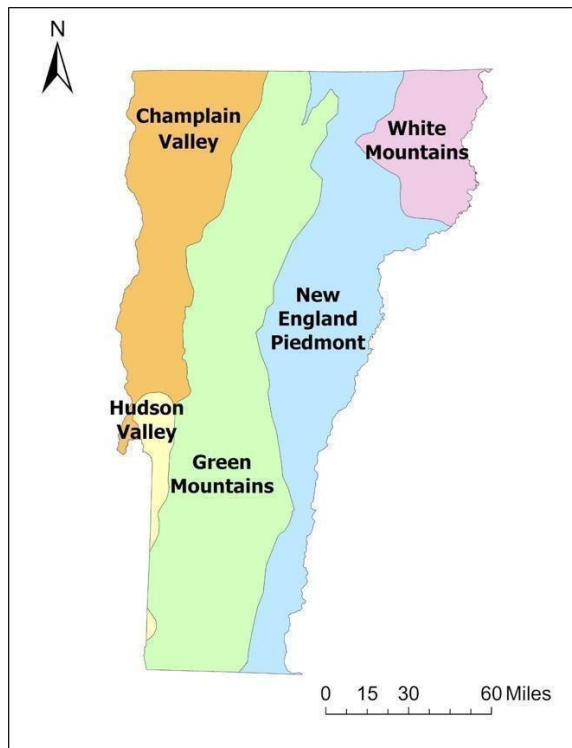 N
Champlain
Valley
White
Mountains
New
England
Piedmont
Hudson
Valley
Green
Mountains
0 15 30 60 Miles